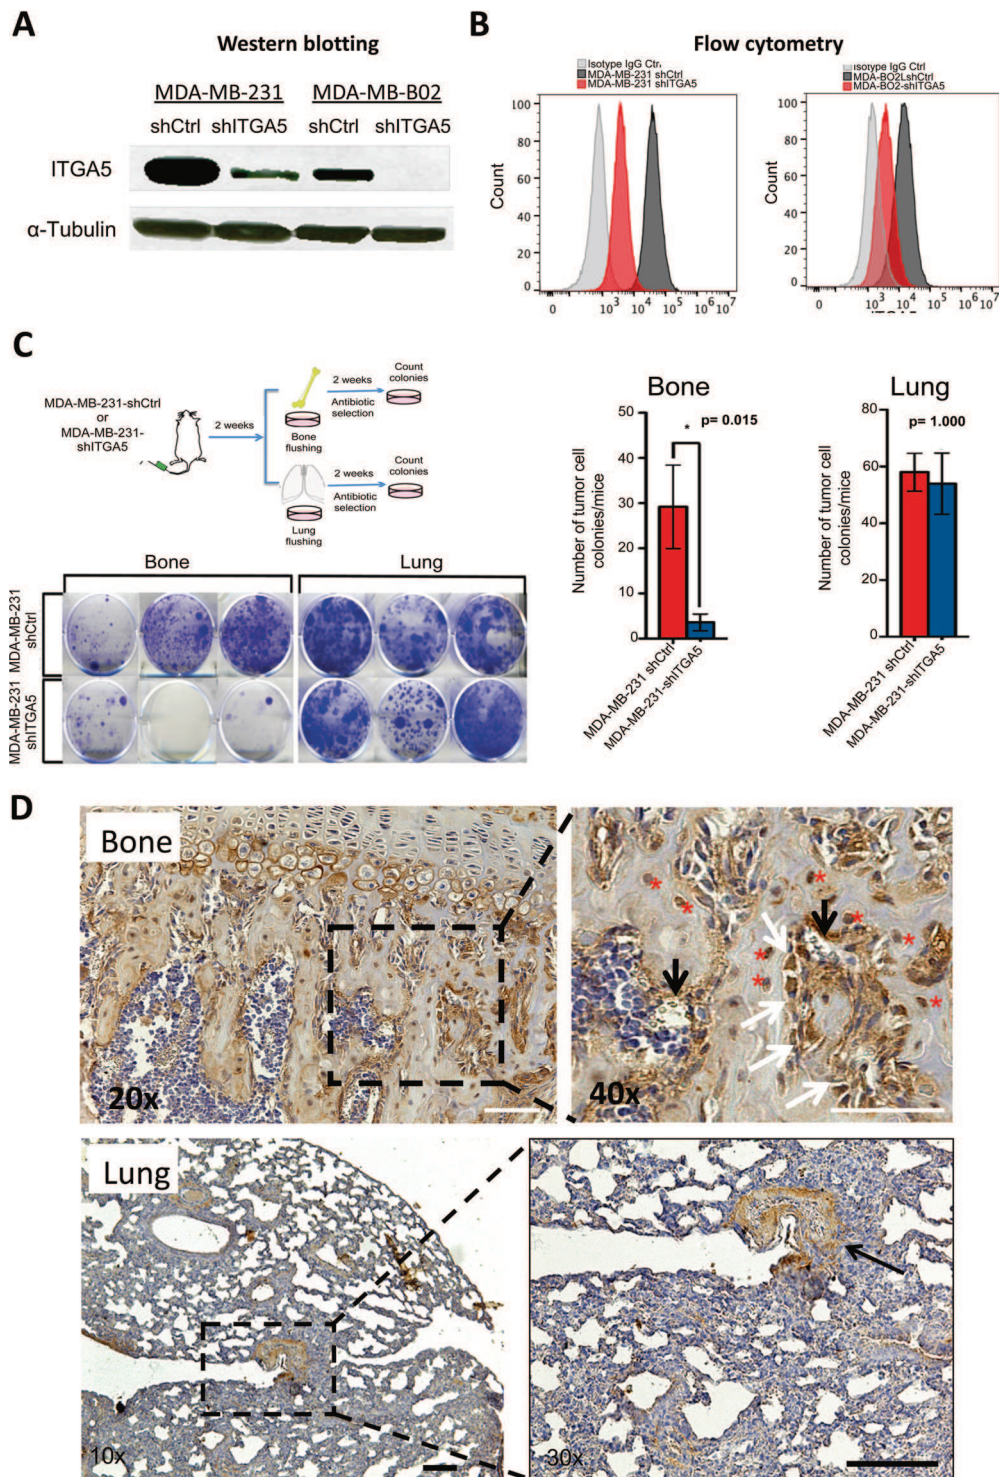 A
Western blotting
MDA-MB-231 MDA-MB-B02
shCtrl shITGA5 shCtrl shITGA5
ITGA5
α-Tubulin
B
Flow cytometry
Isotype IgG Ctr
MDA-MB-231 shCtrl
MDA-MB-231 shITGA5
Count
100
80
60
40
20
0
0 10³ 10⁴ 10⁵ 10⁶ 10⁷
Isotype IgG Ctrl
MDA-BO2LshCtrl
MDA-BO2-shITGA5
Count
100
80
60
40
20
0
0 10³ 10⁴ 10⁵ 10⁶ 10⁷
C
MDA-MB-231-shCtrl
or
MDA-MB-231-
shITGA5
2 weeks
Bone
flushing
2 weeks
Antibiotic
selection
Count
colonies
Lung
flushing
2 weeks
Antibiotic
selection
Count
colonies
Bone Lung
MDA-MB-231
shCtrl
MDA-MB-231
shITGA5
Bone
p= 0.015
*
Number of tumor cell
colonies/mice
50
40
30
20
10
0
MDA-MB-231 shCtrl
MDA-MB-231-shITGA5
Lung
p= 1.000
Number of tumor cell
colonies/mice
80
60
40
20
0
MDA-MB-231 shCtrl
MDA-MB-231-shITGA5
D
Bone
20x
40x
* * * * * * *
Lung
10x
30x